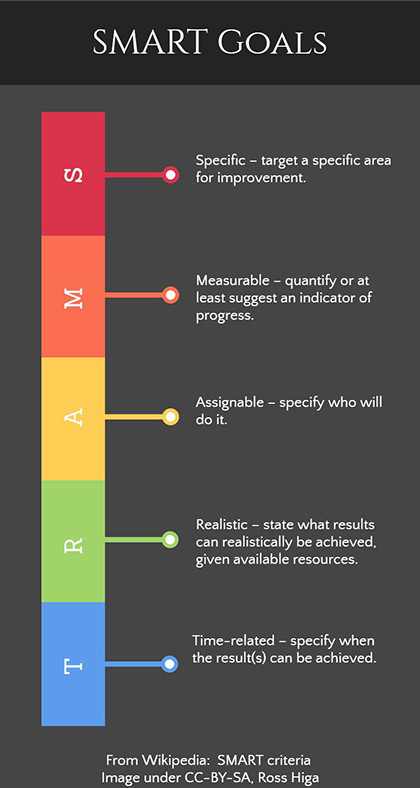 SMART Goals
S
Specific – target a specific area
for improvement.
M
Measurable – quantify or at
least suggest an indicator of
progress.
A
Assignable – specify who will
do it.
R
Realistic – state what results
can realistically be achieved,
given available resources.
T
Time-related – specify when
the result(s) can be achieved.
From Wikipedia: SMART criteria
Image under CC-BY-SA, Ross Higa